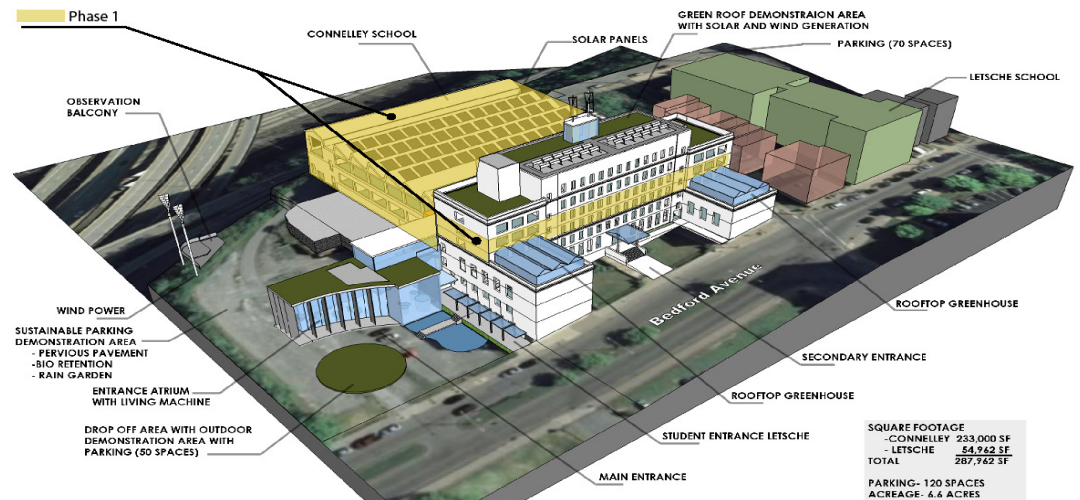 Phase 1
CONNELLEY SCHOOL
SOLAR PANELS
GREEN ROOF DEMONSTRAION AREA
WITH SOLAR AND WIND GENERATION
PARKING (70 SPACES)
LETSCHE SCHOOL
OBSERVATION
BALCONY
Bedford Avenue
WIND POWER
SUSTAINABLE PARKING
DEMONSTRATION AREA
- PERVIOUS PAVEMENT
-BIO RETENTION
- RAIN GARDEN
ENTRANCE ATRIUM
WITH LIVING MACHINE
DROP OFF AREA WITH OUTDOOR
DEMONSTRATION AREA WITH
PARKING (50 SPACES)
ROOFTOP GREENHOUSE
SECONDARY ENTRANCE
ROOFTOP GREENHOUSE
STUDENT ENTRANCE LETSCHE
MAIN ENTRANCE
SQUARE FOOTAGE
-CONNELLEY 233,000 SF
- LETSCHE 54,962 SF
TOTAL 287,962 SF
PARKING- 120 SPACES
ACREAGE- 6.6 ACRES